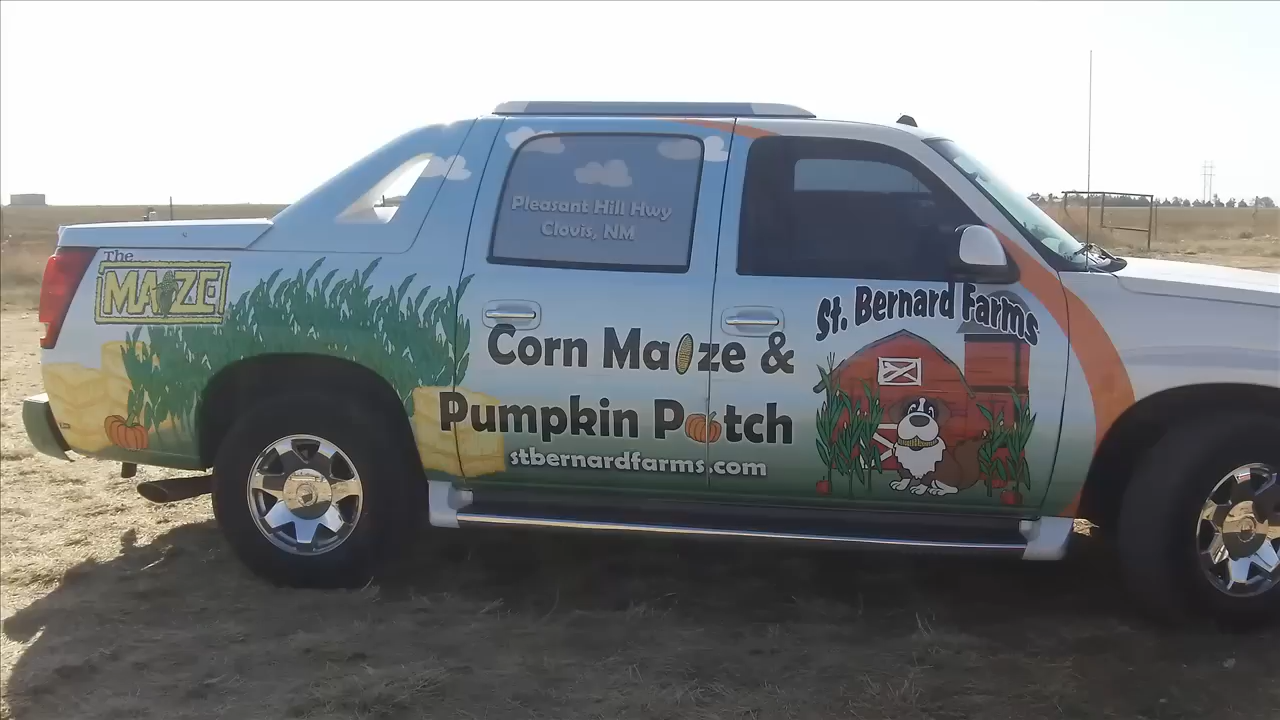 The
MAIZE
Pleasant Hill Hwy
Clovis, NM
Corn Maize &
Pumpkin Patch
stbernardfarms.com
St. Bernard Farms